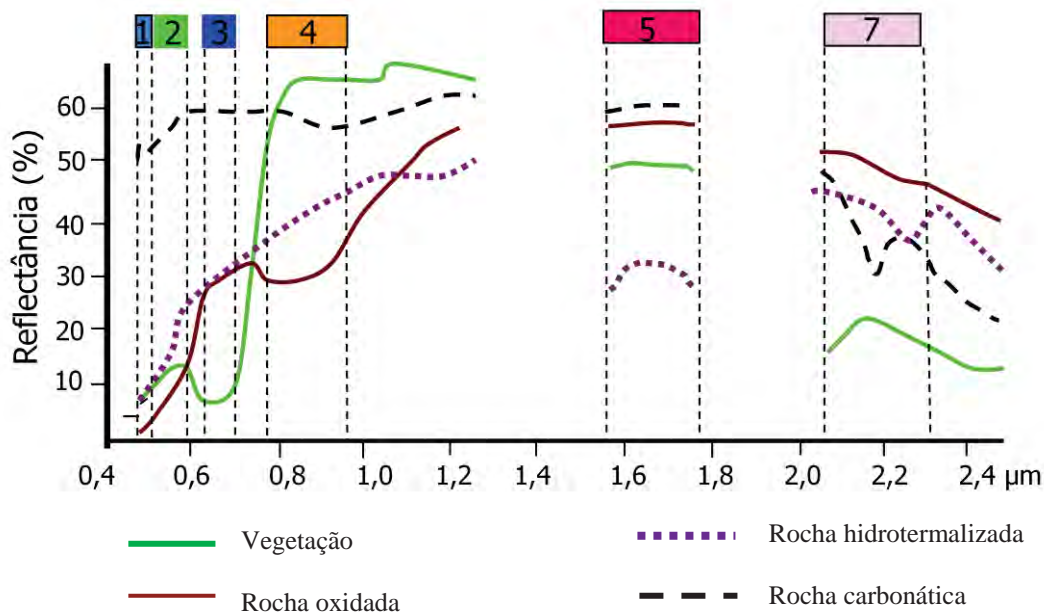 1 2 3 4 5 7
Reflectância (%)
60
50
40
30
20
10
0,4 0,6 0,8 1,0 1,2 1,4 1,6 1,8 2,0 2,2 2,4 µm
Vegetação
Rocha hidrotermalizada
Rocha oxidada
Rocha carbonática